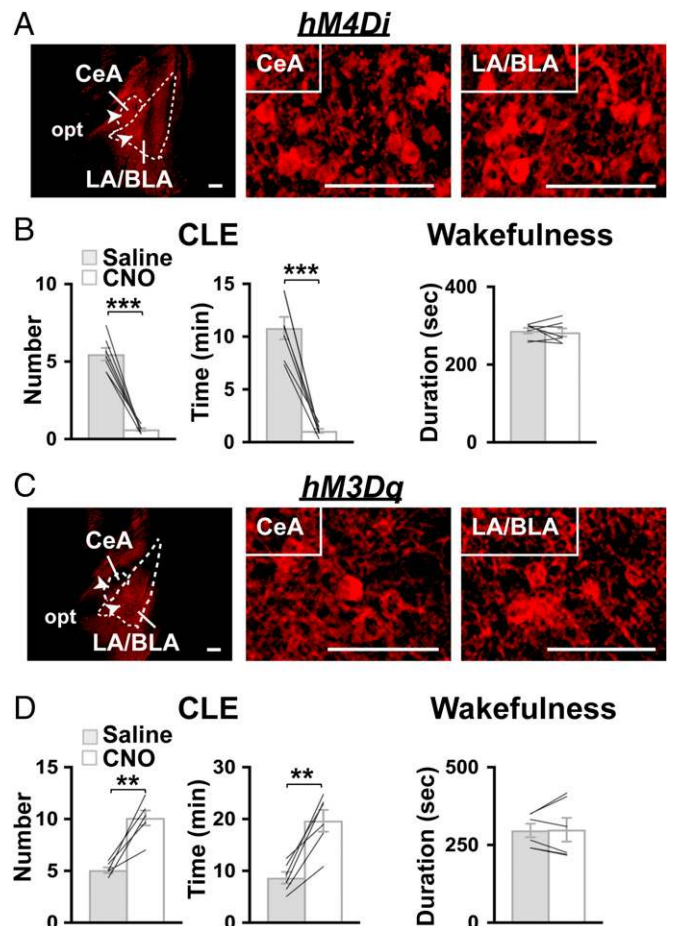 A
hM4Di
CeA
opt
LA/BLA
CeA
LA/BLA
B
CLE
Wakefulness
Saline
CNO
Number
10
5
0
***
Time (min)
15
10
5
0
***
Duration (sec)
400
200
0
C
hM3Dq
CeA
opt
LA/BLA
CeA
LA/BLA
D
CLE
Wakefulness
Saline
CNO
Number
15
10
5
0
**
Time (min)
30
20
10
0
**
Duration (sec)
500
250
0